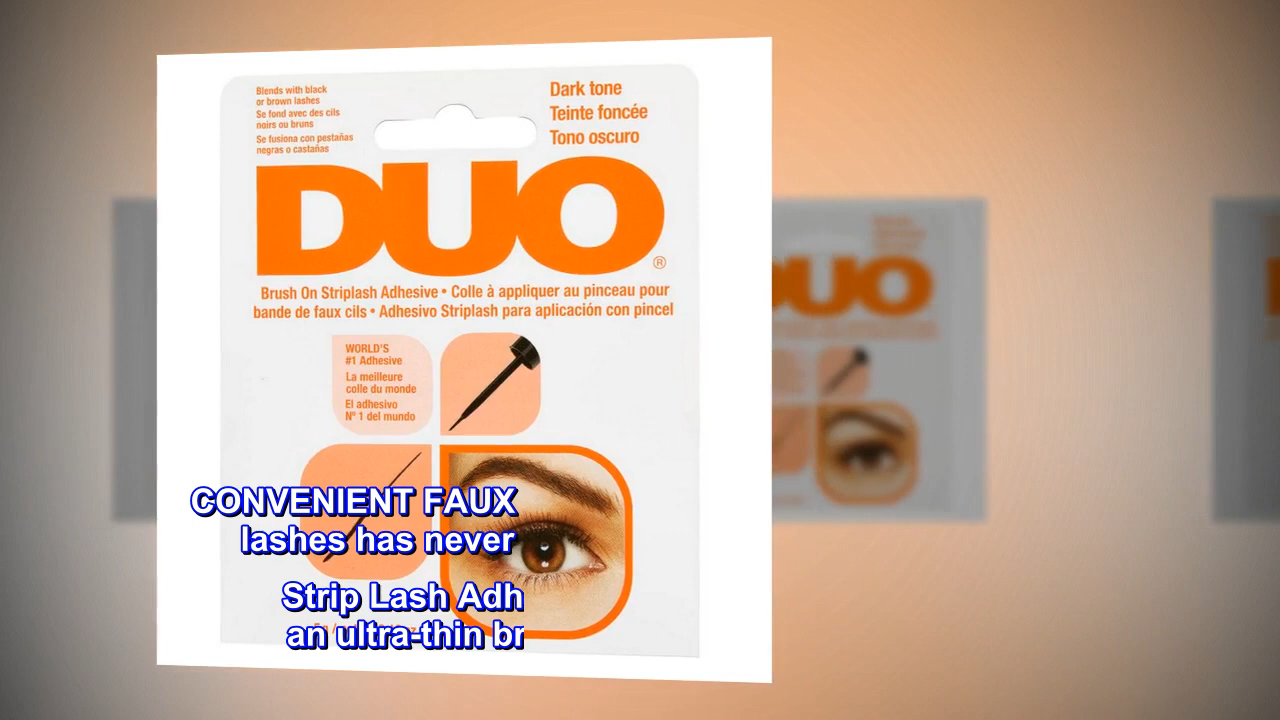 Blends with black
or brown lashes
Se fond avec des cils
noirs ou bruns
Se fusiona con pestañas
negras o castañas
Dark tone
Teinte foncée
Tono oscuro
DUO®
Brush On Striplash Adhesive • Colle à appliquer au pinceau pour
bande de faux cils • Adhesivo Striplash para aplicación con pincel
WORLD'S
#1 Adhesive
La meilleure
colle du monde
El adhesivo
N° 1 del mundo
CONVENIENT FAUX
lashes has never
Strip Lash Adh
an ultra-thin br
DUO